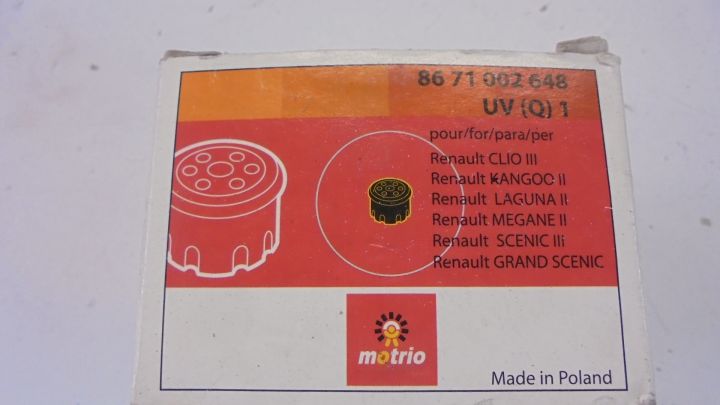 86 71 002 648
UV (Q) 1
pour/for/para/per
Renault CLIO III
Renault KANGOO II
Renault LAGUNA II
Renault MEGANE II
Renault SCENIC IIi
Renault GRAND SCENIC
motrio
Made in Poland